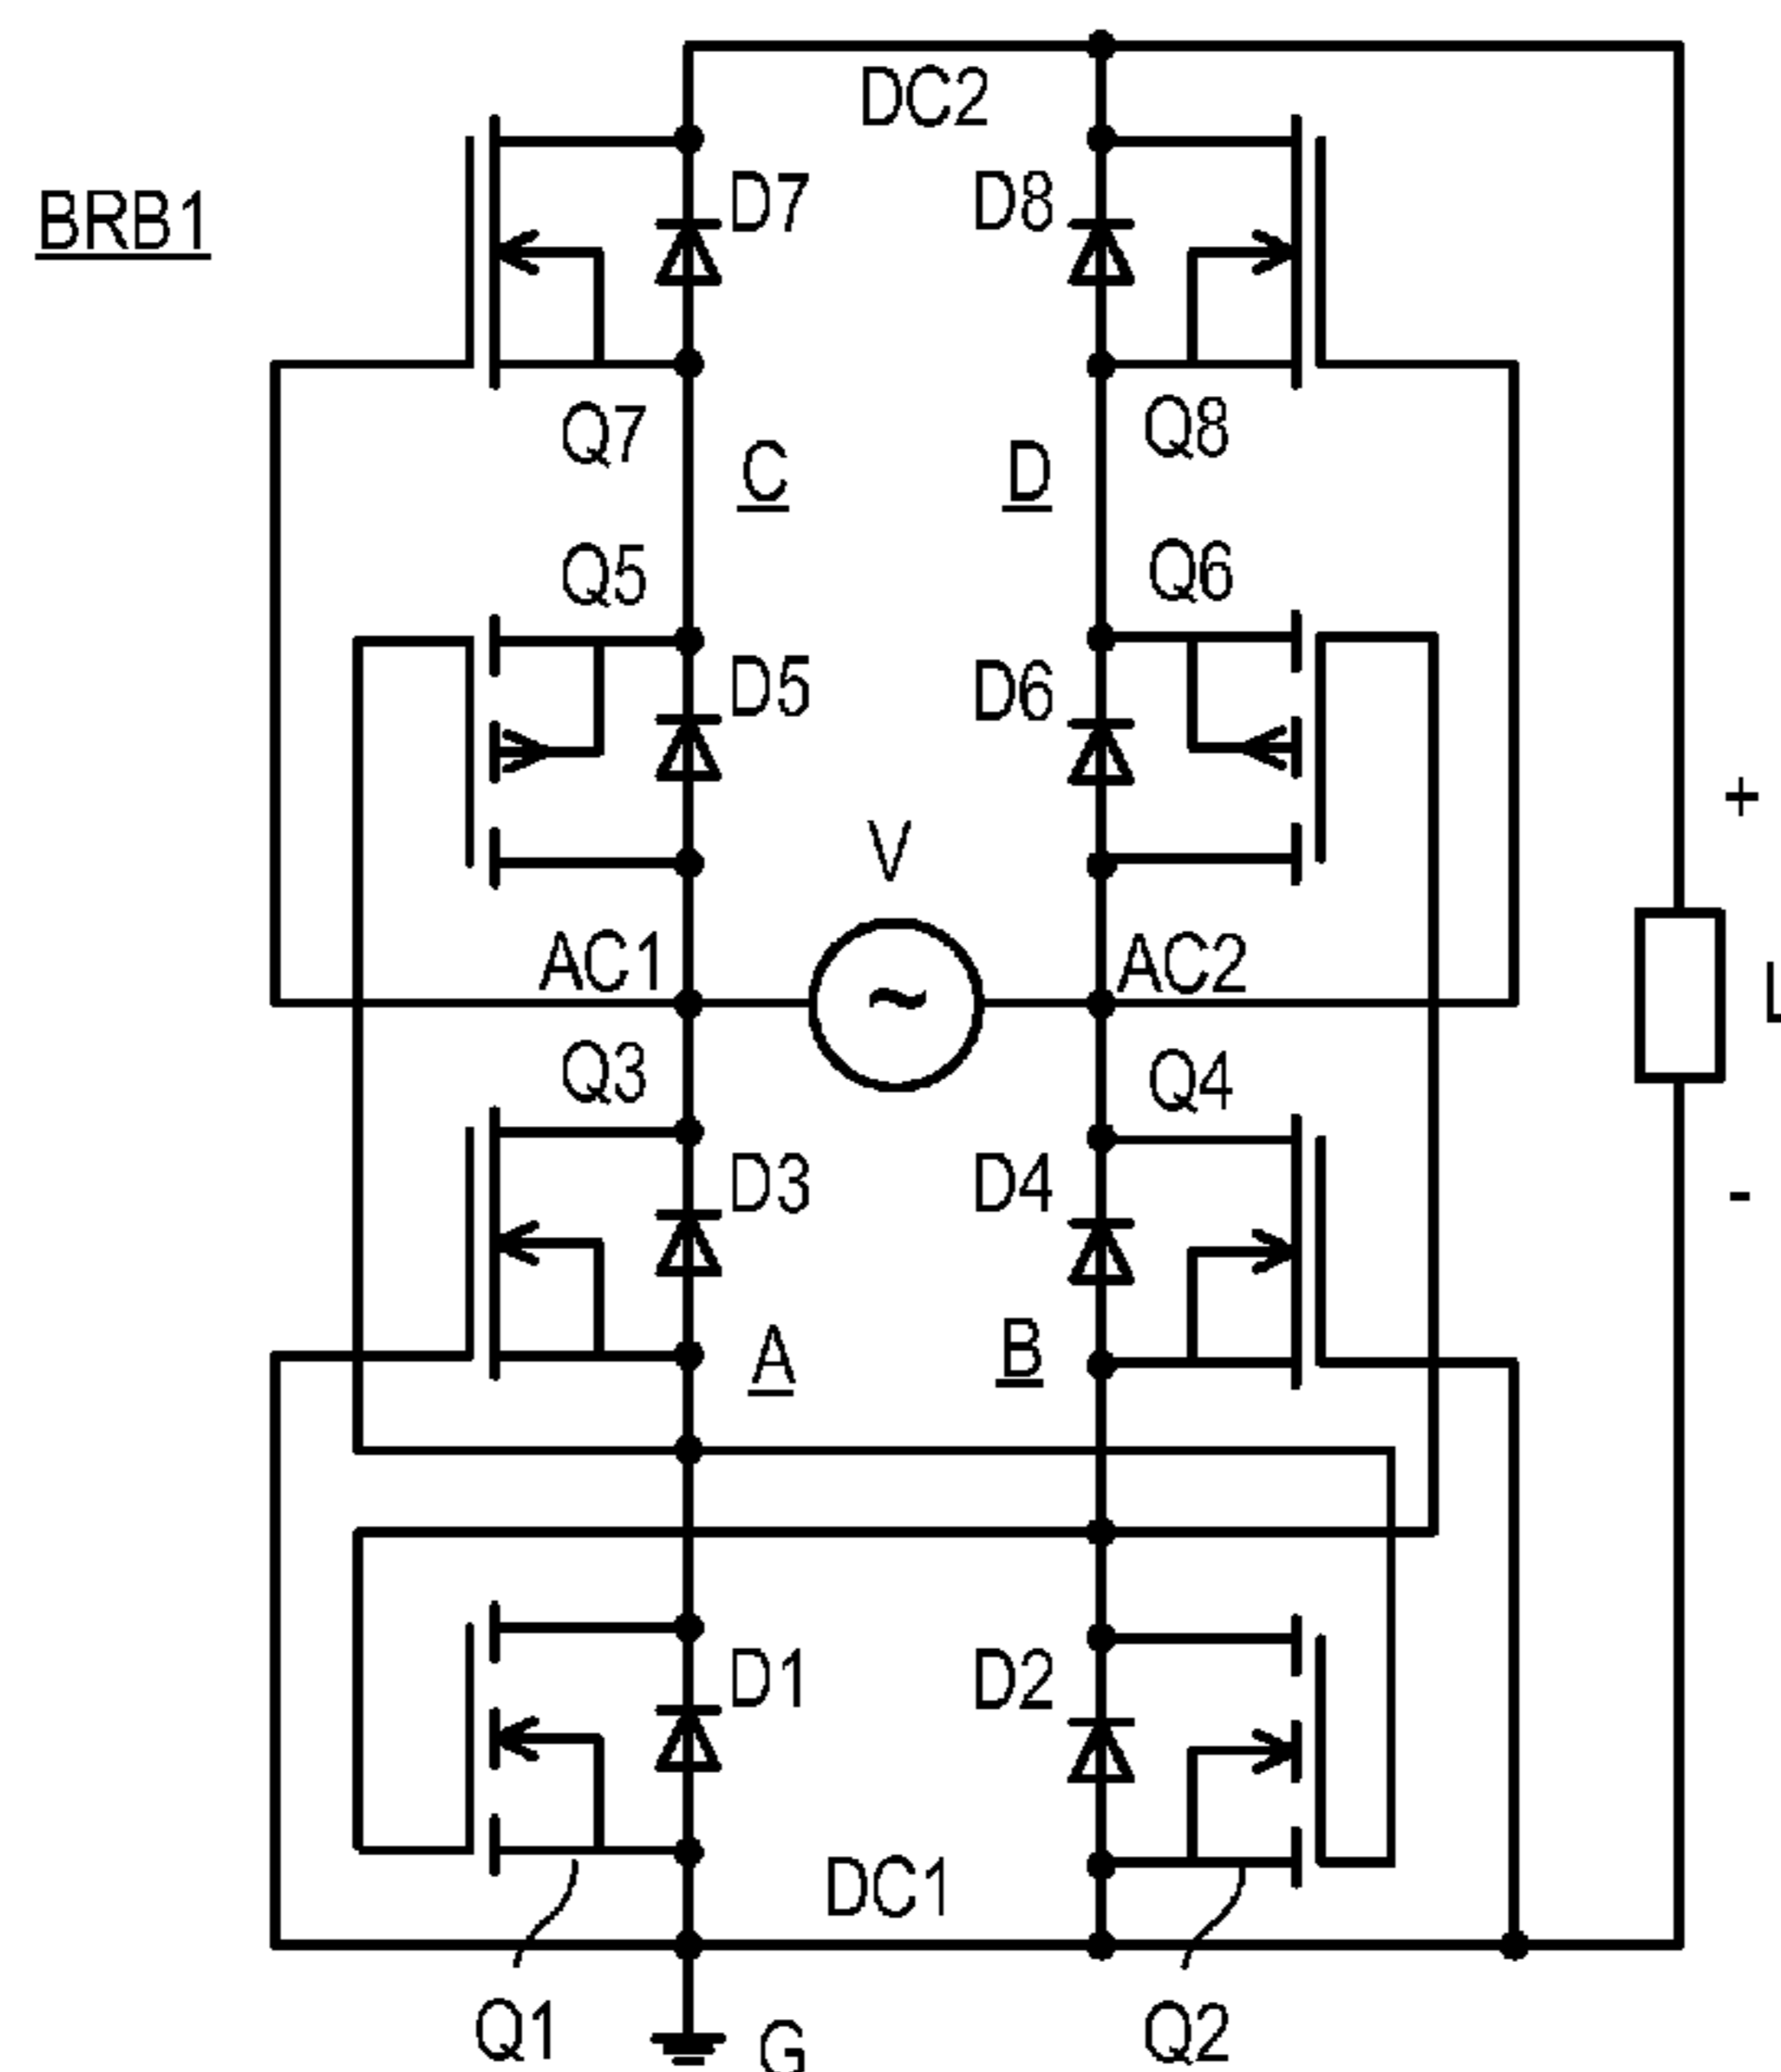 DC2
BRB1
D7 D8
Q7 Q8
C D
Q5 Q6
D5 D6
+
V
AC1 AC2
~
L
Q3 Q4
D3 D4
-
A B
D1 D2
DC1
Q1 G Q2